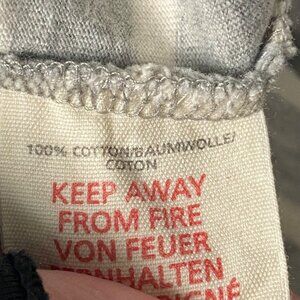 100% COTTON/BAUMWOLLE/
COTON
KEEP AWAY
FROM FIRE
VON FEUER